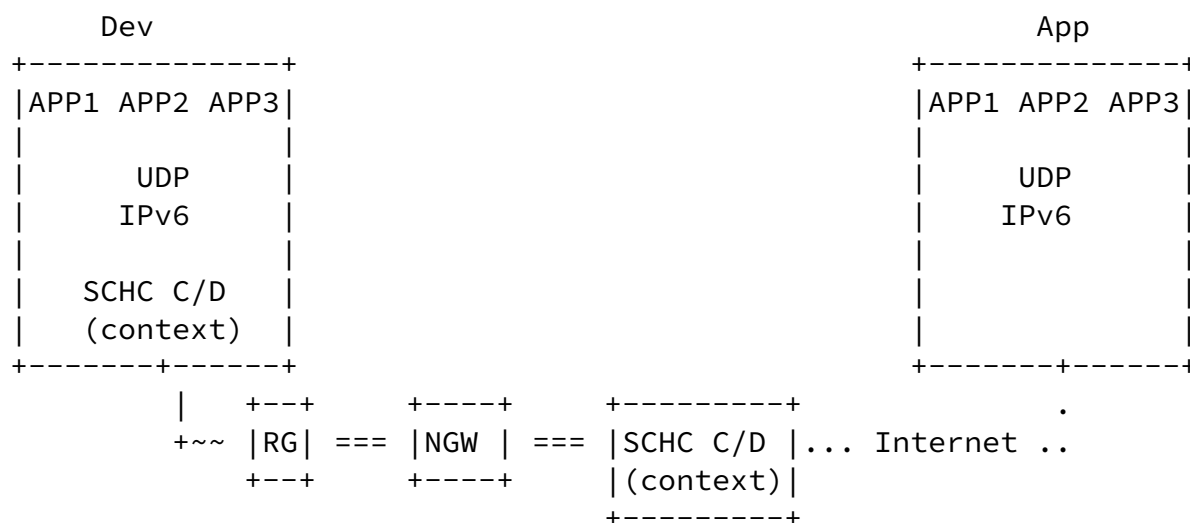 Dev App
+--------------+ +--------------+
|APP1 APP2 APP3| |APP1 APP2 APP3|
| | | |
| UDP | | UDP |
| IPv6 | | IPv6 |
| | | |
| SCHC C/D | | |
| (context) | | |
+-------+------+ +-------+------+
| +--+ +----+ +---------+ .
+~~ |RG| === |NGW | === |SCHC C/D |... Internet ..
+--+ +----+ |(context)|
+---------+